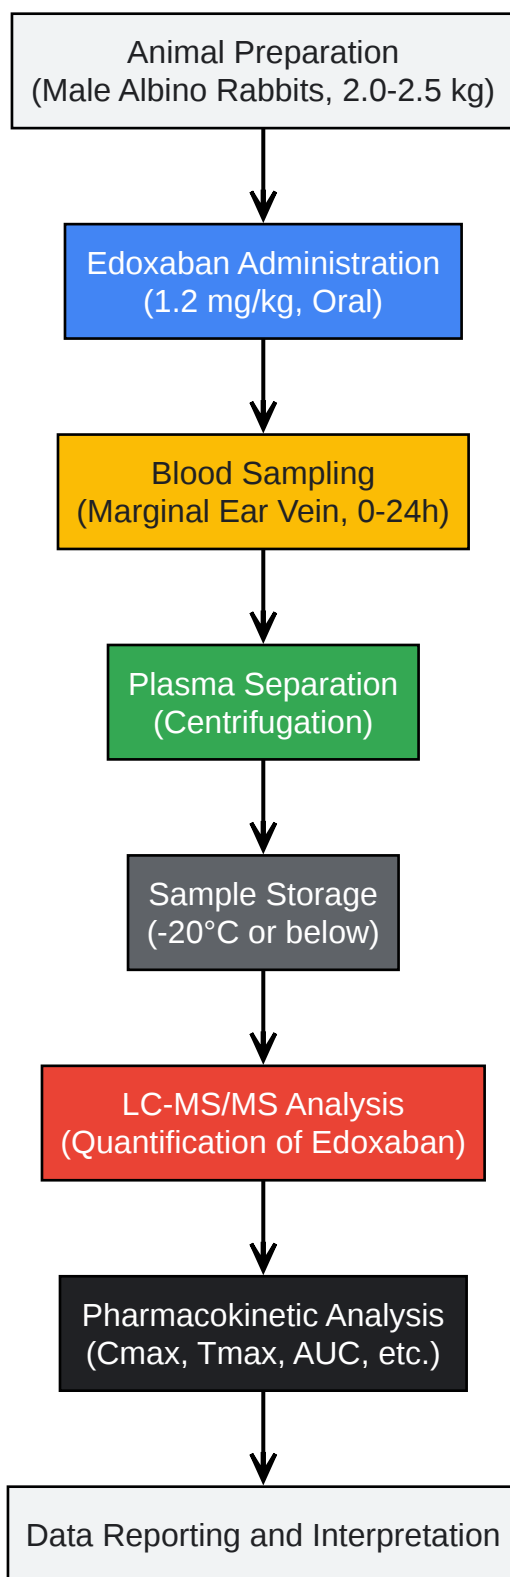 Animal Preparation
(Male Albino Rabbits, 2.0-2.5 kg)
Edoxaban Administration
(1.2 mg/kg, Oral)
Blood Sampling
(Marginal Ear Vein, 0-24h)
Plasma Separation
(Centrifugation)
Sample Storage
(-20°C or below)
LC-MS/MS Analysis
(Quantification of Edoxaban)
Pharmacokinetic Analysis
(Cmax, Tmax, AUC, etc.)
Data Reporting and Interpretation